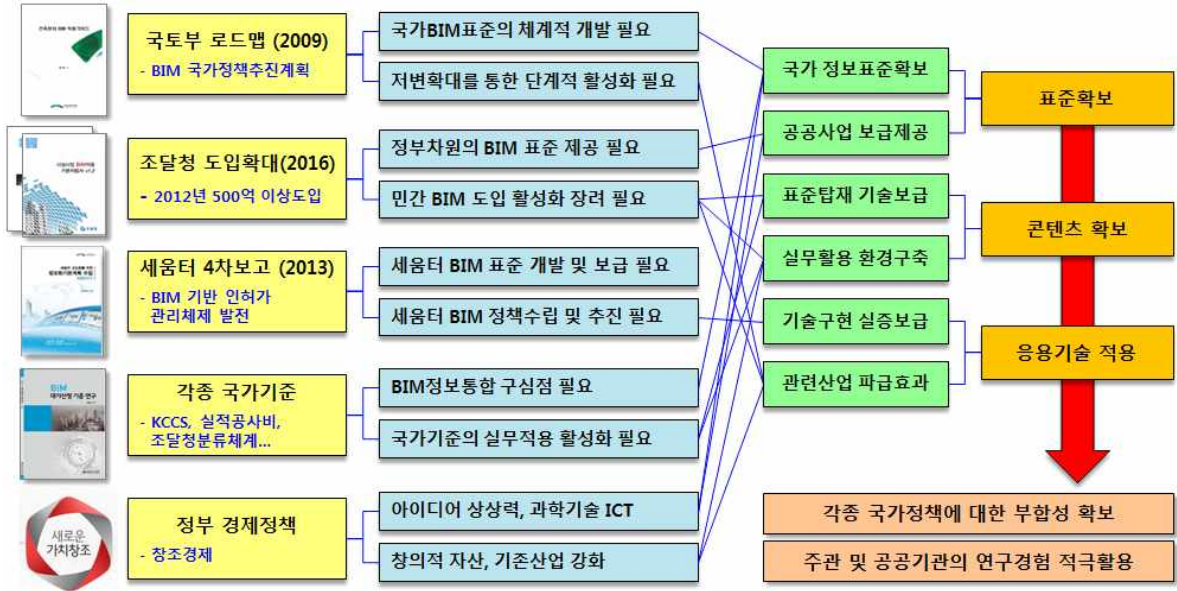 국토부 로드맵 (2009)
- BIM 국가정책추진계획
조달청 도입확대(2016)
- 2012년 500억 이상도입
세움터 4차보고 (2013)
- BIM 기반 인허가
관리체제 발전
각종 국가기준
- KCCS, 실적공사비,
조달청분류체계...
정부 경제정책
- 창조경제
새로운
가치창조
BIM
국가BIM표준의 체계적 개발 필요
저변확대를 통한 단계적 활성화 필요
정부차원의 BIM 표준 제공 필요
민간 BIM 도입 활성화 장려 필요
세움터 BIM 표준 개발 및 보급 필요
세움터 BIM 정책수립 및 추진 필요
BIM정보통합 구심점 필요
국가기준의 실무적용 활성화 필요
아이디어 상상력, 과학기술 ICT
창의적 자산, 기존산업 강화
국가 정보표준확보
공공사업 보급제공
표준탑재 기술보급
실무활용 환경구축
기술구현 실증보급
관련산업 파급효과
표준확보
콘텐츠 확보
응용기술 적용
각종 국가정책에 대한 부합성 확보
주관 및 공공기관의 연구경험 적극활용